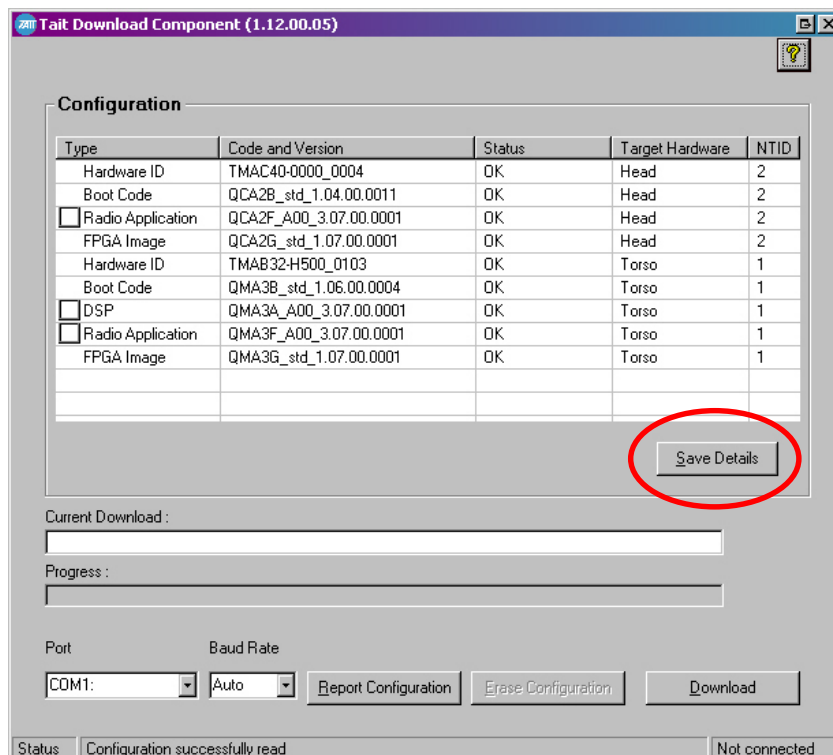 TAIT Tait Download Component (1.12.00.05)
?
Configuration
Type Code and Version Status Target Hardware NTID
Hardware ID TMAC40-0000_0004 OK Head 2
Boot Code QCA2B_std_1.04.00.0011 OK Head 2
Radio Application QCA2F_A00_3.07.00.0001 OK Head 2
FPGA Image QCA2G_std_1.07.00.0001 OK Head 2
Hardware ID TMAB32-H500_0103 OK Torso 1
Boot Code QMA3B_std_1.06.00.0004 OK Torso 1
DSP QMA3A_A00_3.07.00.0001 OK Torso 1
Radio Application QMA3F_A00_3.07.00.0001 OK Torso 1
FPGA Image QMA3G_std_1.07.00.0001 OK Torso 1
Save Details
Current Download :
Progress :
Port Baud Rate
COM1: Auto Report Configuration Erase Configuration Download
Status Configuration successfully read Not connected